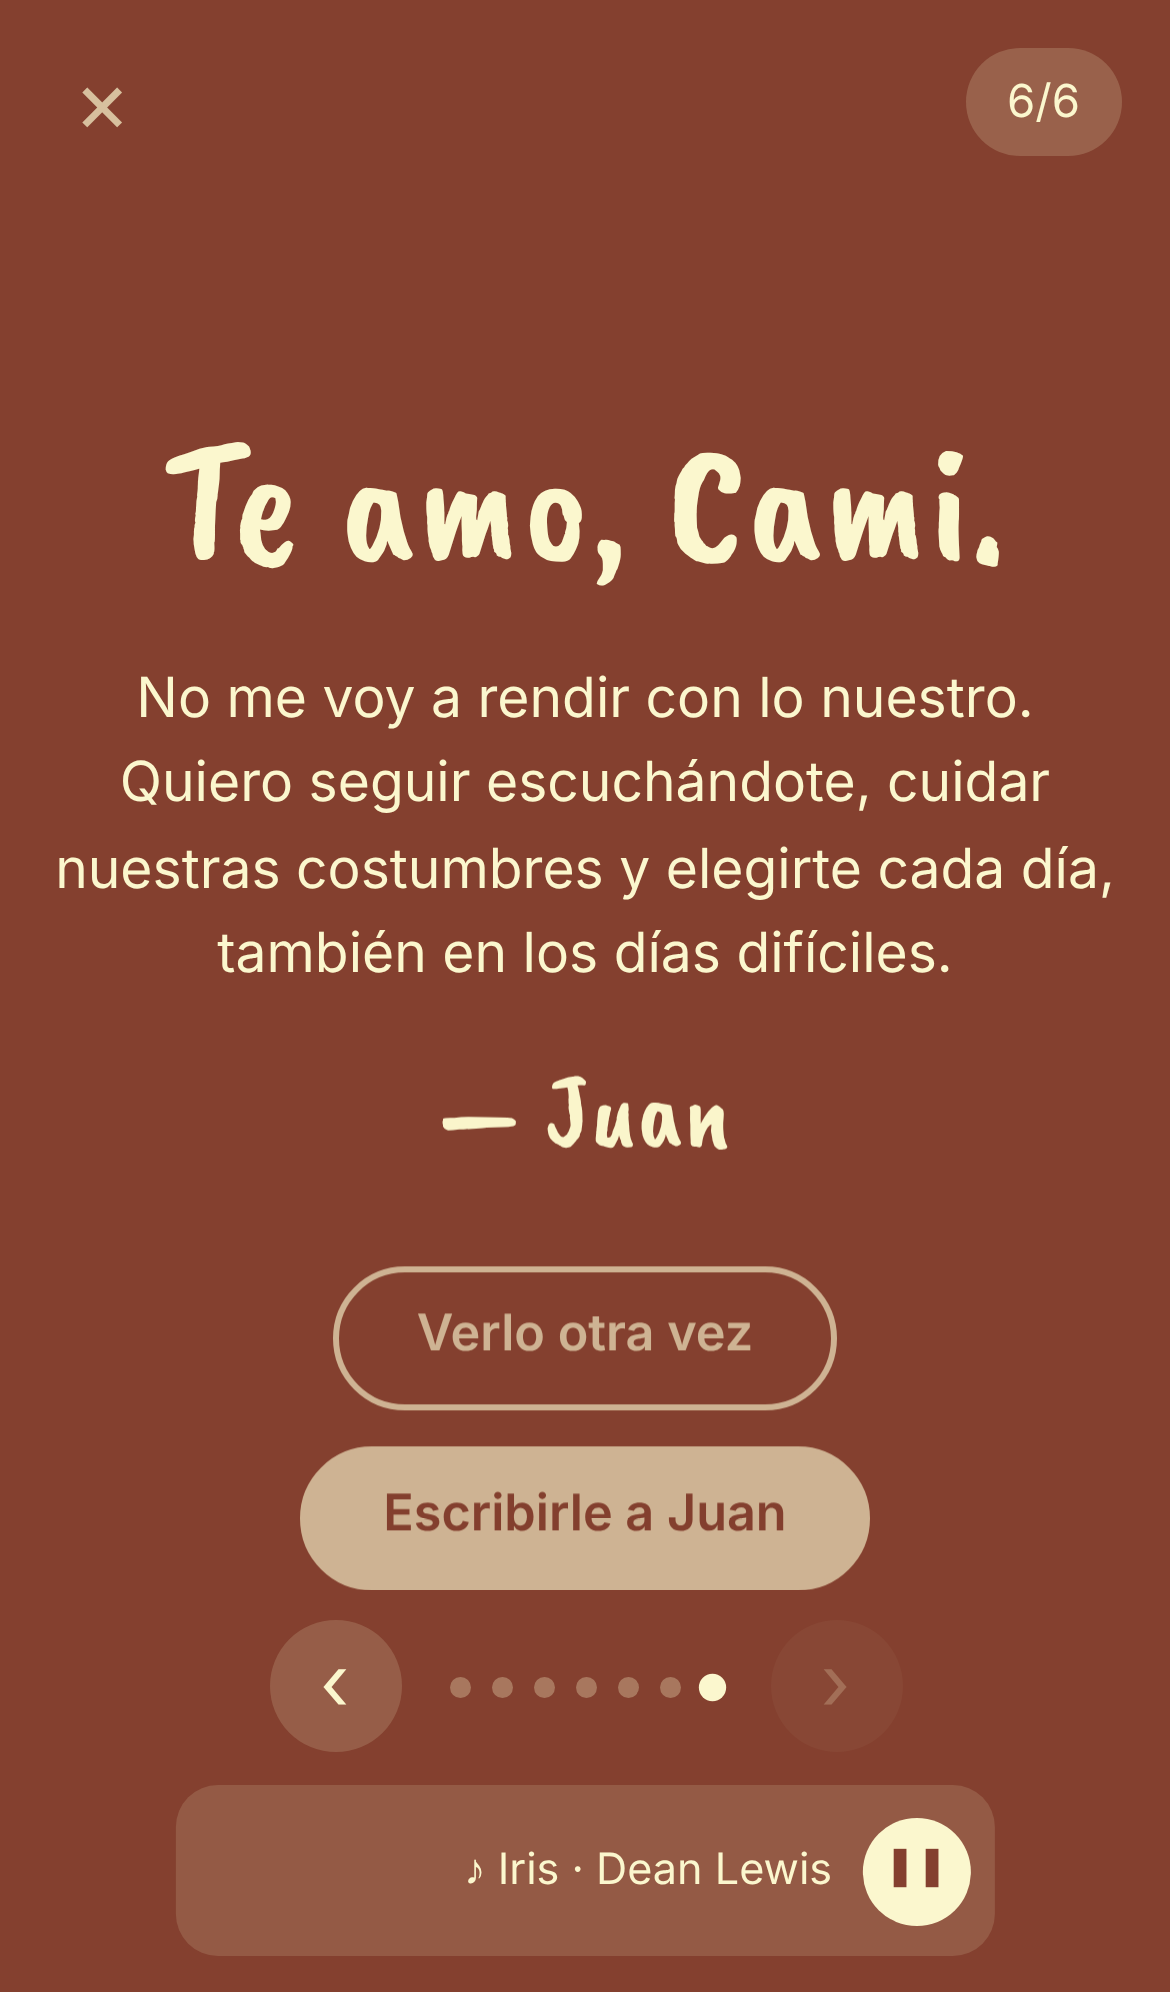 ×
6/6
Te amo, Cami.
No me voy a rendir con lo nuestro.
Quiero seguir escuchándote, cuidar
nuestras costumbres y elegirte cada día,
también en los días difíciles.
— Juan
Verlo otra vez
Escribirle a Juan
‹ ›
♪ Iris · Dean Lewis